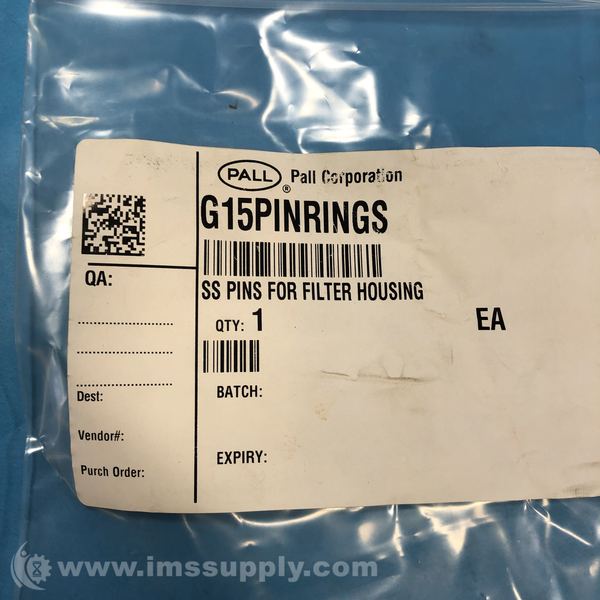 PALL ® Pall Corporation
G15PINRINGS
QA:
SS PINS FOR FILTER HOUSING
QTY: 1 EA
Dest:
BATCH:
Vendor#:
EXPIRY:
Purch Order:
www.imssupply.com